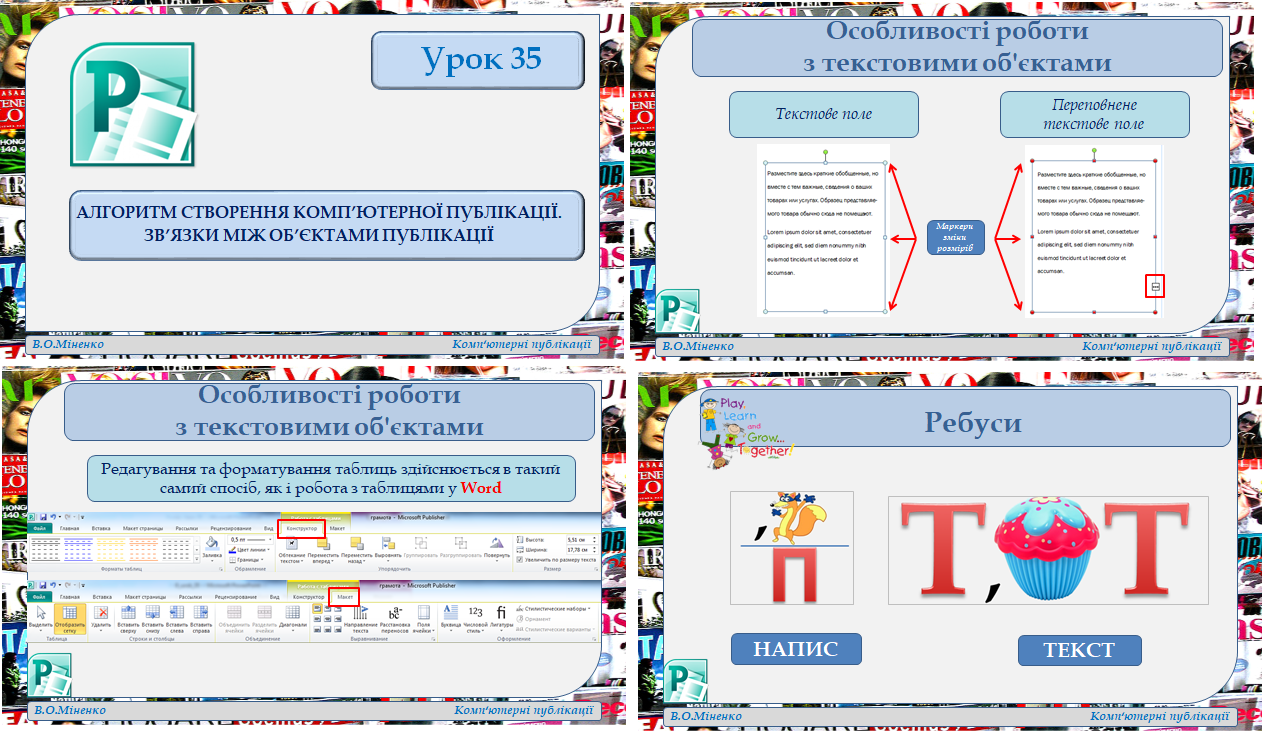 Урок 35
АЛГОРИТМ СТВОРЕННЯ КОМП’ЮТЕРНОЇ ПУБЛІКАЦІЇ.
ЗВ’ЯЗКИ МІЖ ОБ’ЄКТАМИ ПУБЛІКАЦІЇ
В.О.Міненко
Комп’ютерні публікації
Особливості роботи
з текстовими об'єктами
Текстове поле
Переповнене
текстове поле
Разместите здесь краткие обобщенные, но
вместе с тем важные, сведения о ваших
товарах или услугах. Образец представляе-
мого товара обычно сюда не помещают.
Lorem ipsum dolor sit amet, consectetuer
adipiscing elit, sed diem nonummy nibh
euismod tincidunt ut lacreet dolor et
accumsan.
Маркери
зміни
розмірів
Разместите здесь краткие обобщенные, но
вместе с тем важные, сведения о ваших
товарах или услугах. Образец представляе-
мого товара обычно сюда не помещают.
Lorem ipsum dolor sit amet, consectetuer
adipiscing elit, sed diem nonummy nibh
euismod tincidunt ut lacreet dolor et
accumsan.
В.О.Міненко
Комп’ютерні публікації
Особливості роботи
з текстовими об'єктами
Редагування та форматування таблиць здійснюється в такий
самий спосіб, як і робота з таблицями у Word
грамота - Microsoft Publisher
Файл Главная Вставка Макет страницы Рассылки Рецензирование Вид Конструктор Макет
0,5 пт
Цвет линии
Границы
Заливка
Обтекание текстом
Переместить вперед
Переместить назад
Выровнять
Группировать
Разгруппировать
Повернуть
Высота: 5,51 см
Ширина: 17,78 см
Увеличить по размеру текста
Форматы таблиц Оформление Упорядочить Размер
грамота - Microsoft Publisher
Файл Главная Вставка Макет страницы Рассылки Рецензирование Вид Конструктор Макет
Выделить
Отобразить сетку
Удалить
Вставить сверху
Вставить снизу
Вставить слева
Вставить справа
Объединить ячейки
Разделить ячейки
Диагонали
Направление текста
Расстановка переносов
Поля ячейки
Буквица
Числовой стиль
Лигатуры
Стилистические наборы
Орнамент
Стилистические варианты
Таблица Строки и столбцы Объединение Выравнивание Оформление
В.О.Міненко
Комп’ютерні публікації
Play,
Learn
and
Grow...
Together!
Ребуси
,
П
Т , Т
НАПИС
ТЕКСТ
В.О.Міненко
Комп’ютерні публікації